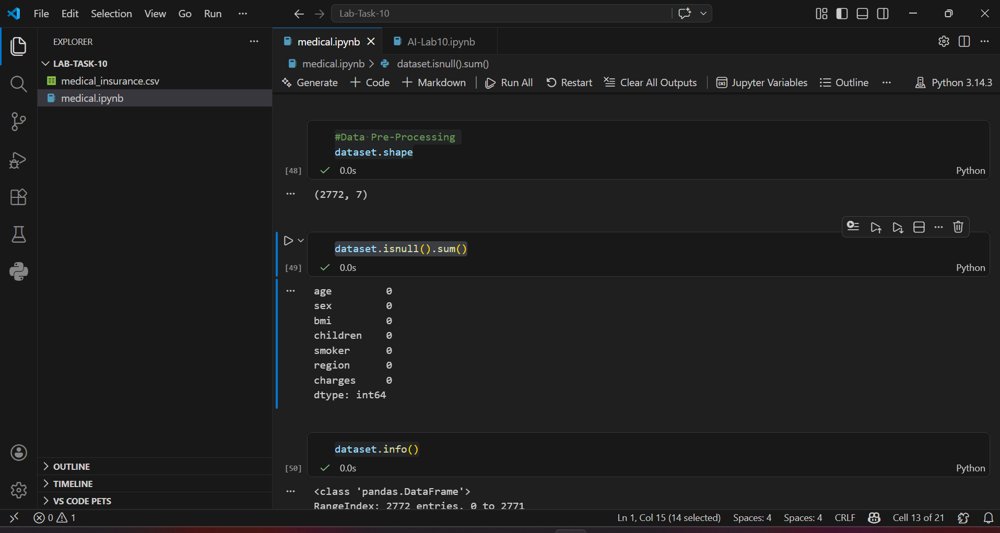 File Edit Selection View Go Run ···
Lab-Task-10
EXPLORER ···
LAB-TASK-10
medical_insurance.csv
medical.ipynb
OUTLINE
TIMELINE
VS CODE PETS
medical.ipynb AI-Lab10.ipynb
medical.ipynb > dataset.isnull().sum()
Generate + Code + Markdown Run All Restart Clear All Outputs Jupyter Variables Outline ··· Python 3.14.3
#Data Pre-Processing
dataset.shape
[48] 0.0s Python
(2772, 7)
dataset.isnull().sum()
[49] 0.0s Python
age 0
sex 0
bmi 0
children 0
smoker 0
region 0
charges 0
dtype: int64
dataset.info()
[50] 0.0s Python
<class 'pandas.DataFrame'>
RangeIndex: 2772 entries, 0 to 2771
0 1 Ln 1, Col 15 (14 selected) Spaces: 4 Spaces: 4 CRLF Cell 13 of 21